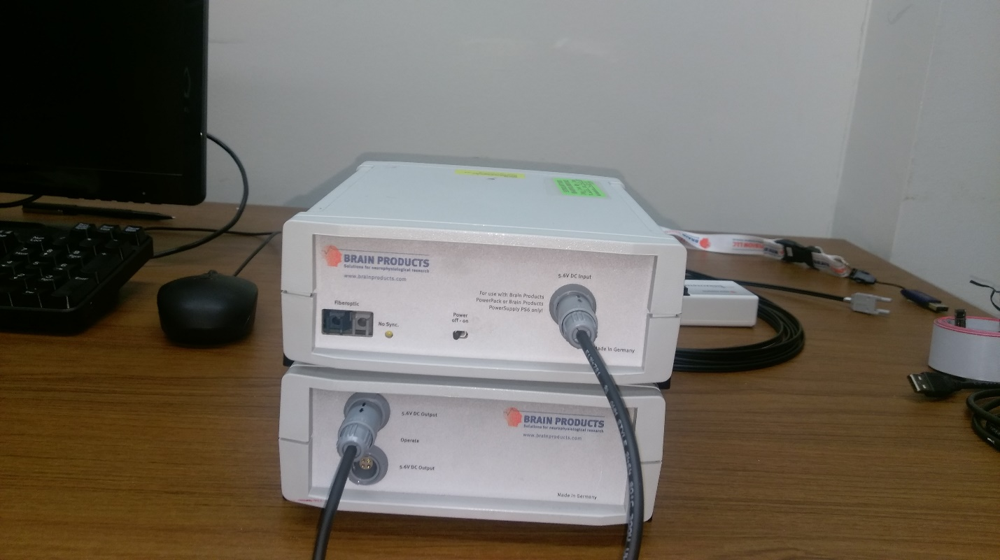 BRAIN PRODUCTS
Solutions for neurophysiological research
www.brainproducts.com
5.6V DC Input
For use with Brain Products
PowerPack or Brain Products
PowerSupply PS6 only!
Fiberoptic
No Sync.
Power
off - on
Made in Germany
5.6V DC Output
Operate
5.6V DC Output
BRAIN PRODUCTS
Solutions for neurophysiological research
www.brainproducts.com
Made in Germany